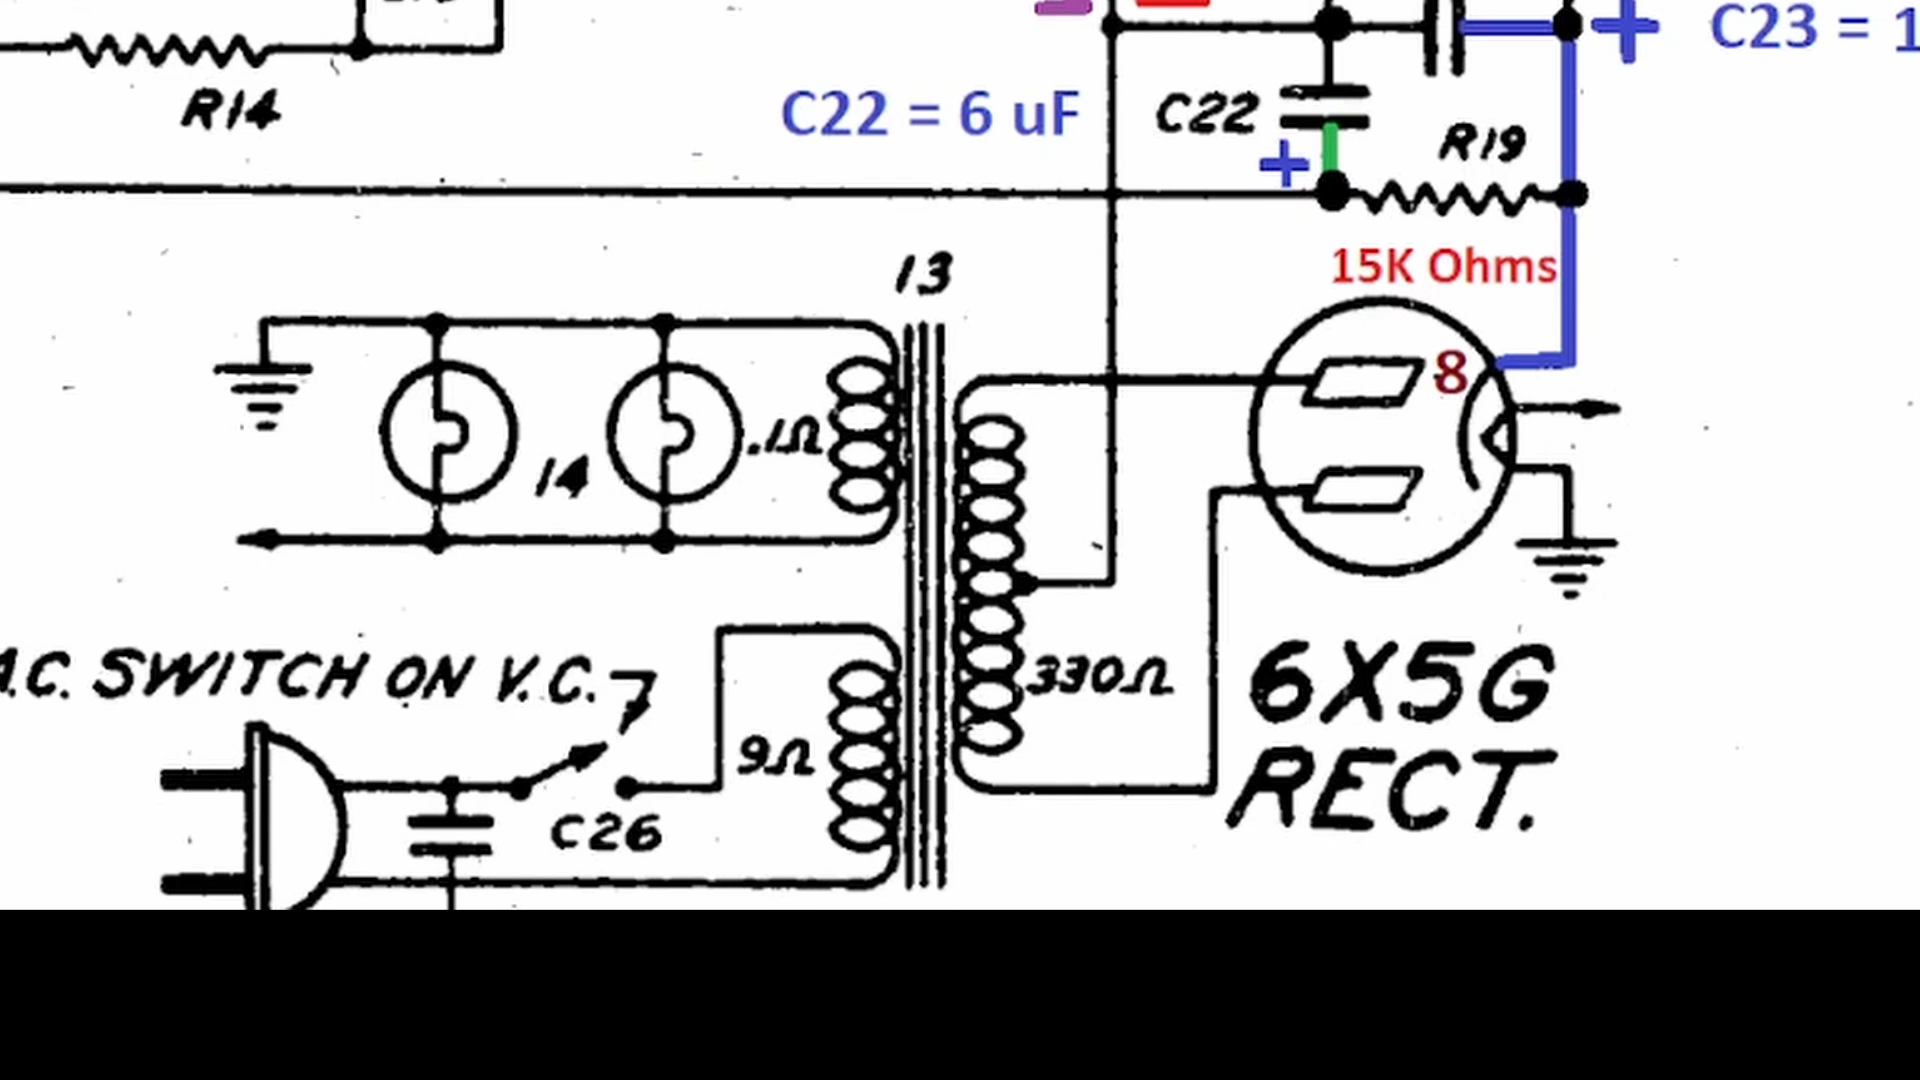 C23 = 1
R14
C22 = 6 uF
C22
R19
15K Ohms
13
8
.1Ω
14
330Ω
A.C. SWITCH ON V.C. 7
9Ω
C26
6X5G
RECT.